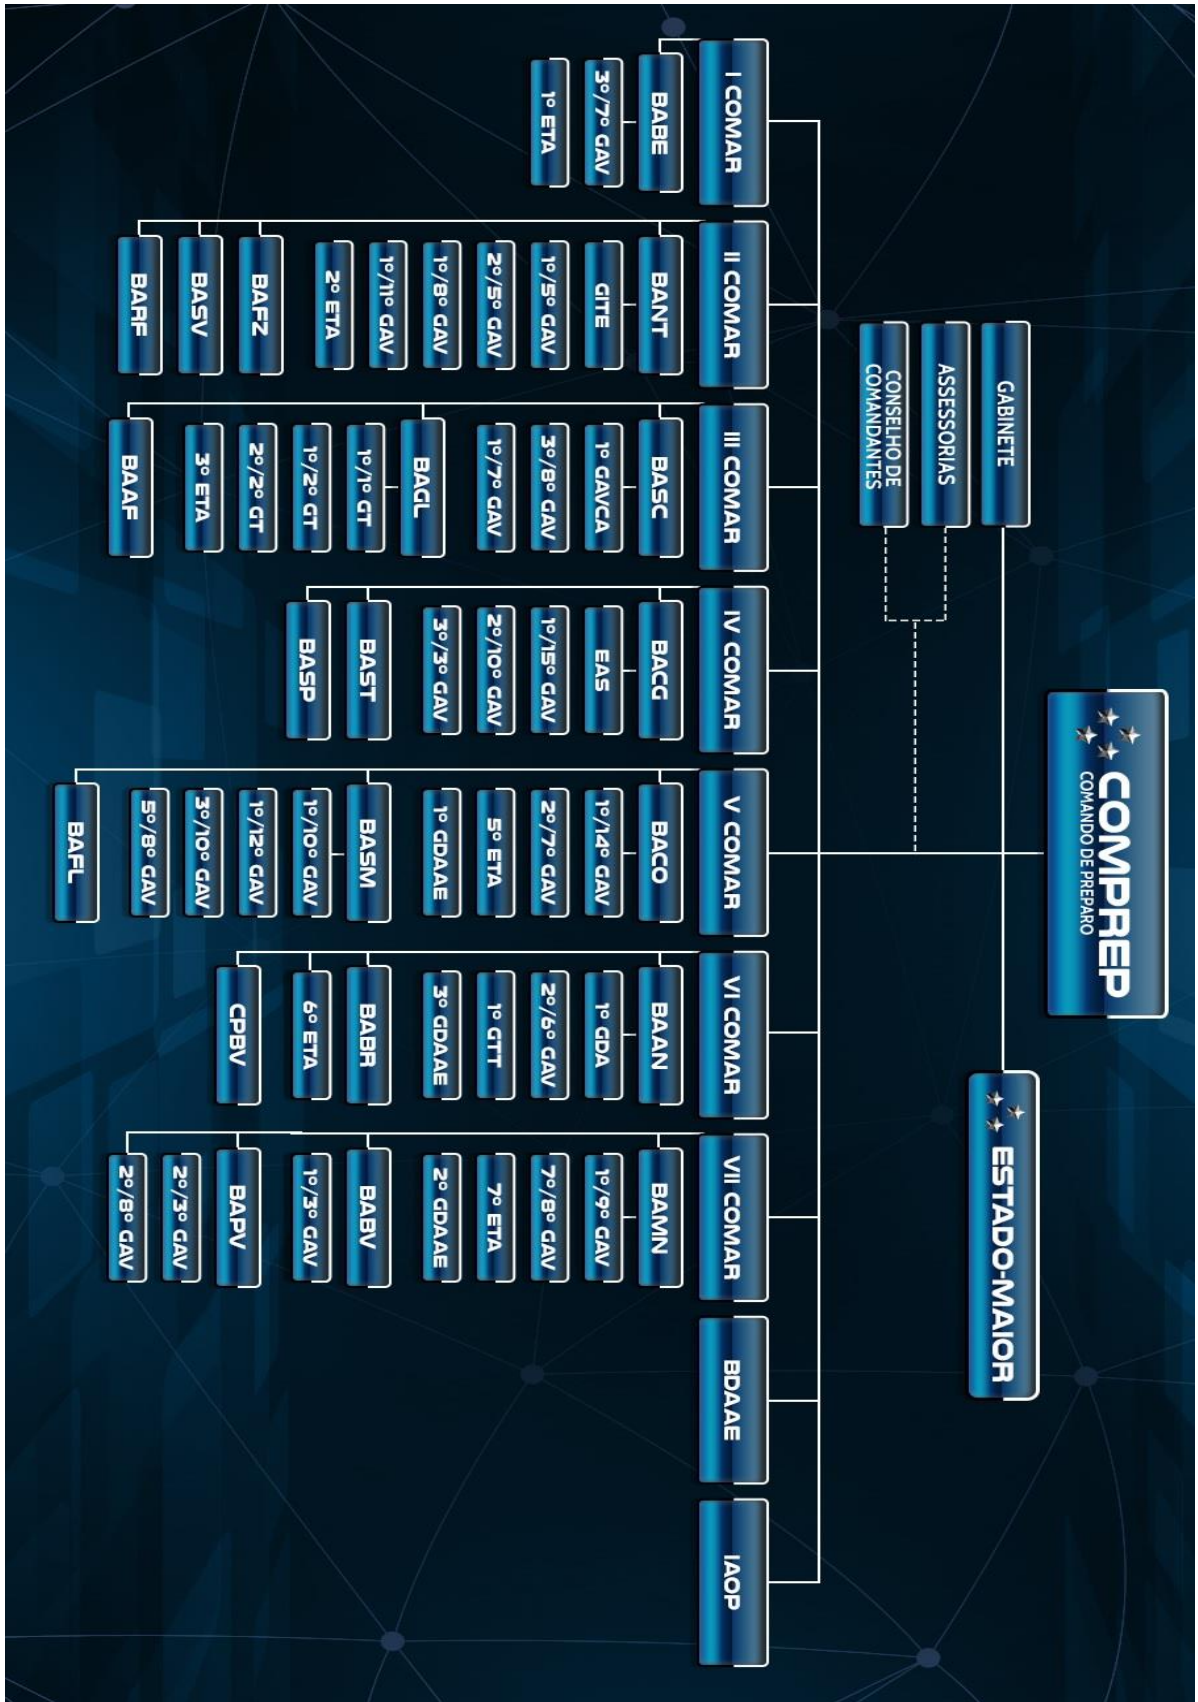 COMPREP
COMANDO DE PREPARO
ESTADO-MAIOR
GABINETE
ASSESSORIAS
CONSELHO DE
COMANDANTES
I COMAR
BABE
3º/7º GAV
1º ETA
II COMAR
BANT
GITE
1º/5º GAV
2º/5º GAV
1º/8º GAV
1º/11º GAV
2º ETA
BAFZ
BASV
BARF
III COMAR
BASC
1º GAVCA
3º/8º GAV
1º/7º GAV
BAGL
1º/1º GT
1º/2º GT
2º/2º GT
3º ETA
BAAF
IV COMAR
BACG
EAS
1º/15º GAV
2º/10º GAV
3º/3º GAV
BAST
BASP
V COMAR
BACO
1º/14º GAV
2º/7º GAV
5º ETA
1º GDAAE
BASM
1º/10º GAV
1º/12º GAV
3º/10º GAV
5º/8º GAV
BAFL
VI COMAR
BAAN
1º GDA
2º/6º GAV
1º GTT
3º GDAAE
BABR
6º ETA
CPBV
VII COMAR
BAMN
1º/9º GAV
7º/8º GAV
7º ETA
2º GDAAE
BABV
1º/3º GAV
BAPV
2º/3º GAV
2º/8º GAV
BDAAE
IAOP